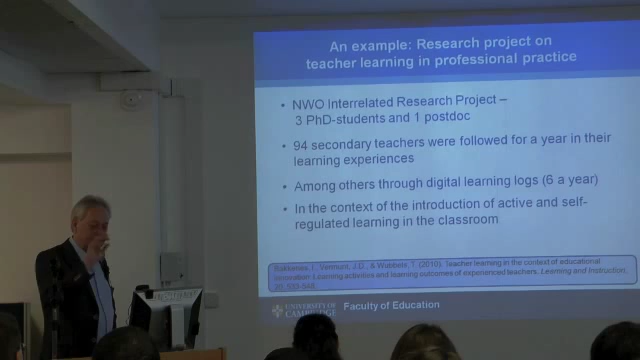 An example: Research project on
teacher learning in professional practice
• NWO Interrelated Research Project –
3 PhD-students and 1 postdoc
• 94 secondary teachers were followed for a year in their
learning experiences
• Among others through digital learning logs (6 a year)
• In the context of the introduction of active and self-
regulated learning in the classroom
Bakkenes, I., Vermunt, J.D., & Wubbels, T. (2010). Teacher learning in the context of educational
innovation: Learning activities and learning outcomes of experienced teachers. Learning and Instruction,
20, 533-548.
UNIVERSITY OF
CAMBRIDGE
Faculty of Education